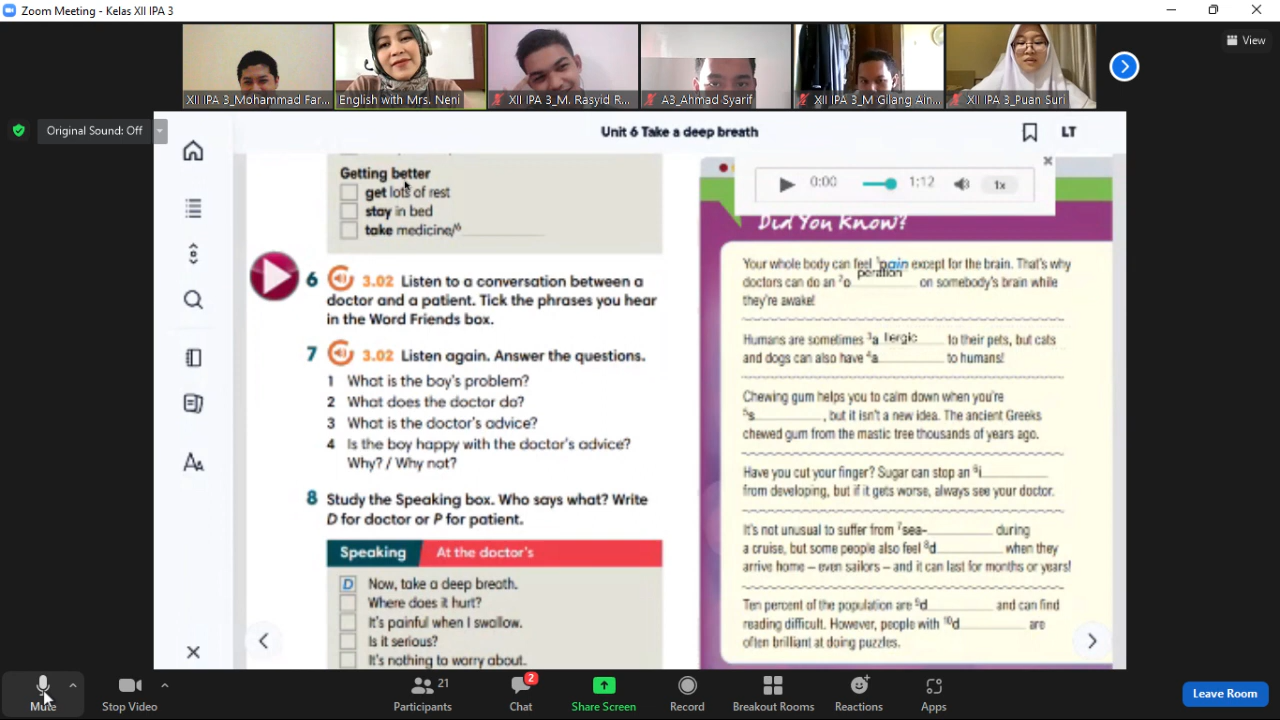 Zoom Meeting - Kelas XII IPA 3
View
XII IPA 3_Mohammad Far...
English with Mrs. Neni
XII IPA 3_M. Rasyid R...
A3_Ahmad Syarif
XII IPA 3_M Gilang Ain...
XII IPA 3_Puan Suri
Original Sound: Off
Unit 6 Take a deep breath
LT
Getting better
get lots of rest
stay in bed
take medicine/
6 3.02 Listen to a conversation between a
doctor and a patient. Tick the phrases you hear
in the Word Friends box.
7 3.02 Listen again. Answer the questions.
1 What is the boy's problem?
2 What does the doctor do?
3 What is the doctor's advice?
4 Is the boy happy with the doctor's advice?
Why? / Why not?
8 Study the Speaking box. Who says what? Write
D for doctor or P for patient.
Speaking At the doctor's
D Now, take a deep breath.
Where does it hurt?
It's painful when I swallow.
Is it serious?
It's nothing to worry about.
0:00 1:12 1x
Did You Know?
Your whole body can feel 1pain except for the brain. That's why
peration
doctors can do an 2o__________ on somebody's brain while
they're awake!
Humans are sometimes 3a llergic to their pets, but cats
and dogs can also have 4a__________ to humans!
Chewing gum helps you to calm down when you're
5s__________, but it isn't a new idea. The ancient Greeks
chewed gum from the mastic tree thousands of years ago.
Have you cut your finger? Sugar can stop an 6i__________
from developing, but if it gets worse, always see your doctor.
It's not unusual to suffer from 7sea-__________ during
a cruise, but some people also feel 8d__________ when they
arrive home – even sailors – and it can last for months or years!
Ten percent of the population are 9d__________ and can find
reading difficult. However, people with 10d__________ are
often brilliant at doing puzzles.
Mute
Stop Video
Participants 21
Chat 2
Share Screen
Record
Breakout Rooms
Reactions
Apps
Leave Room